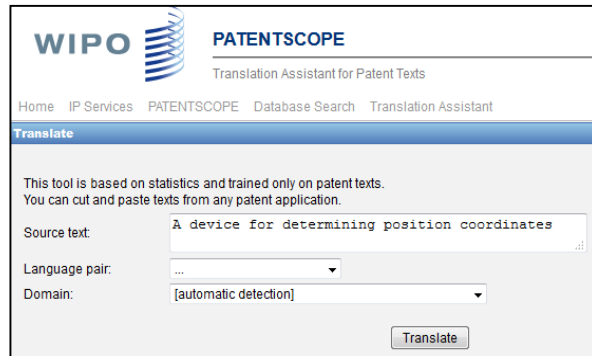 WIPO
PATENTSCOPE
Translation Assistant for Patent Texts
Home IP Services PATENTSCOPE Database Search Translation Assistant
Translate
This tool is based on statistics and trained only on patent texts.
You can cut and paste texts from any patent application.
Source text: A device for determining position coordinates
Language pair: ...
Domain: [automatic detection]
Translate